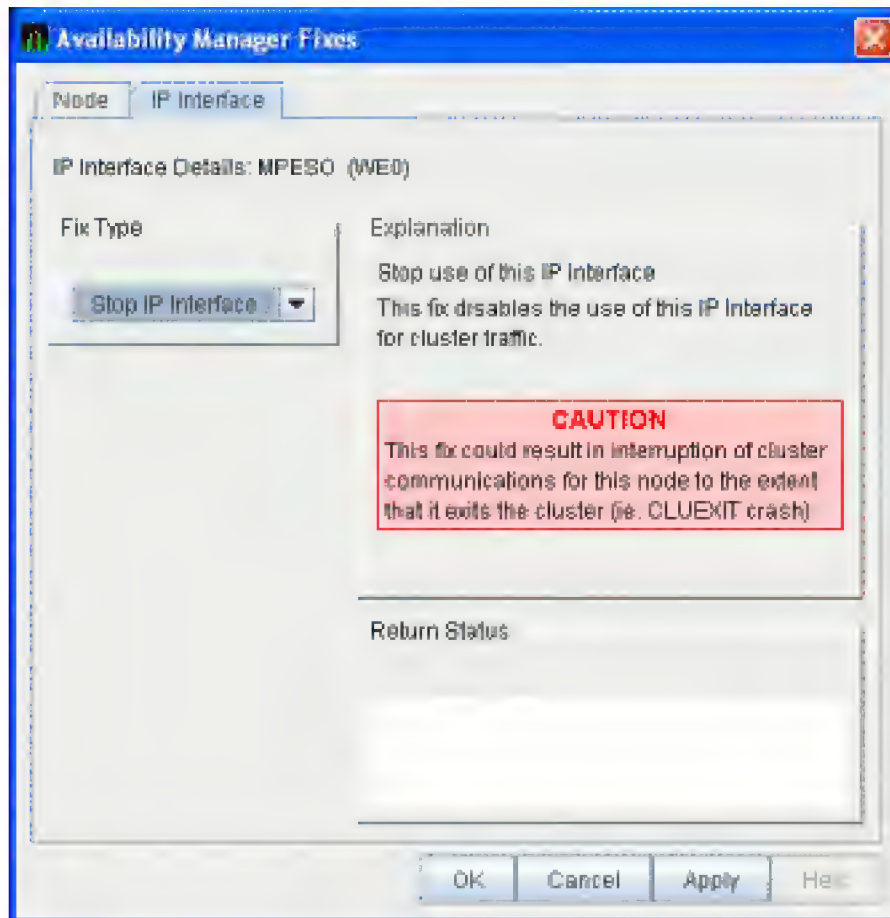 Availability Manager Fixes
Node
IP Interface
IP Interface Details: MPESO (WE0)
Fix Type
Stop IP Interface
Explanation
Stop use of this IP Interface
This fix disables the use of this IP Interface
for cluster traffic.
CAUTION
This fix could result in interruption of cluster
communications for this node to the extent
that it exits the cluster (ie. CLUEXIT crash)
Return Status
OK
Cancel
Apply
Help